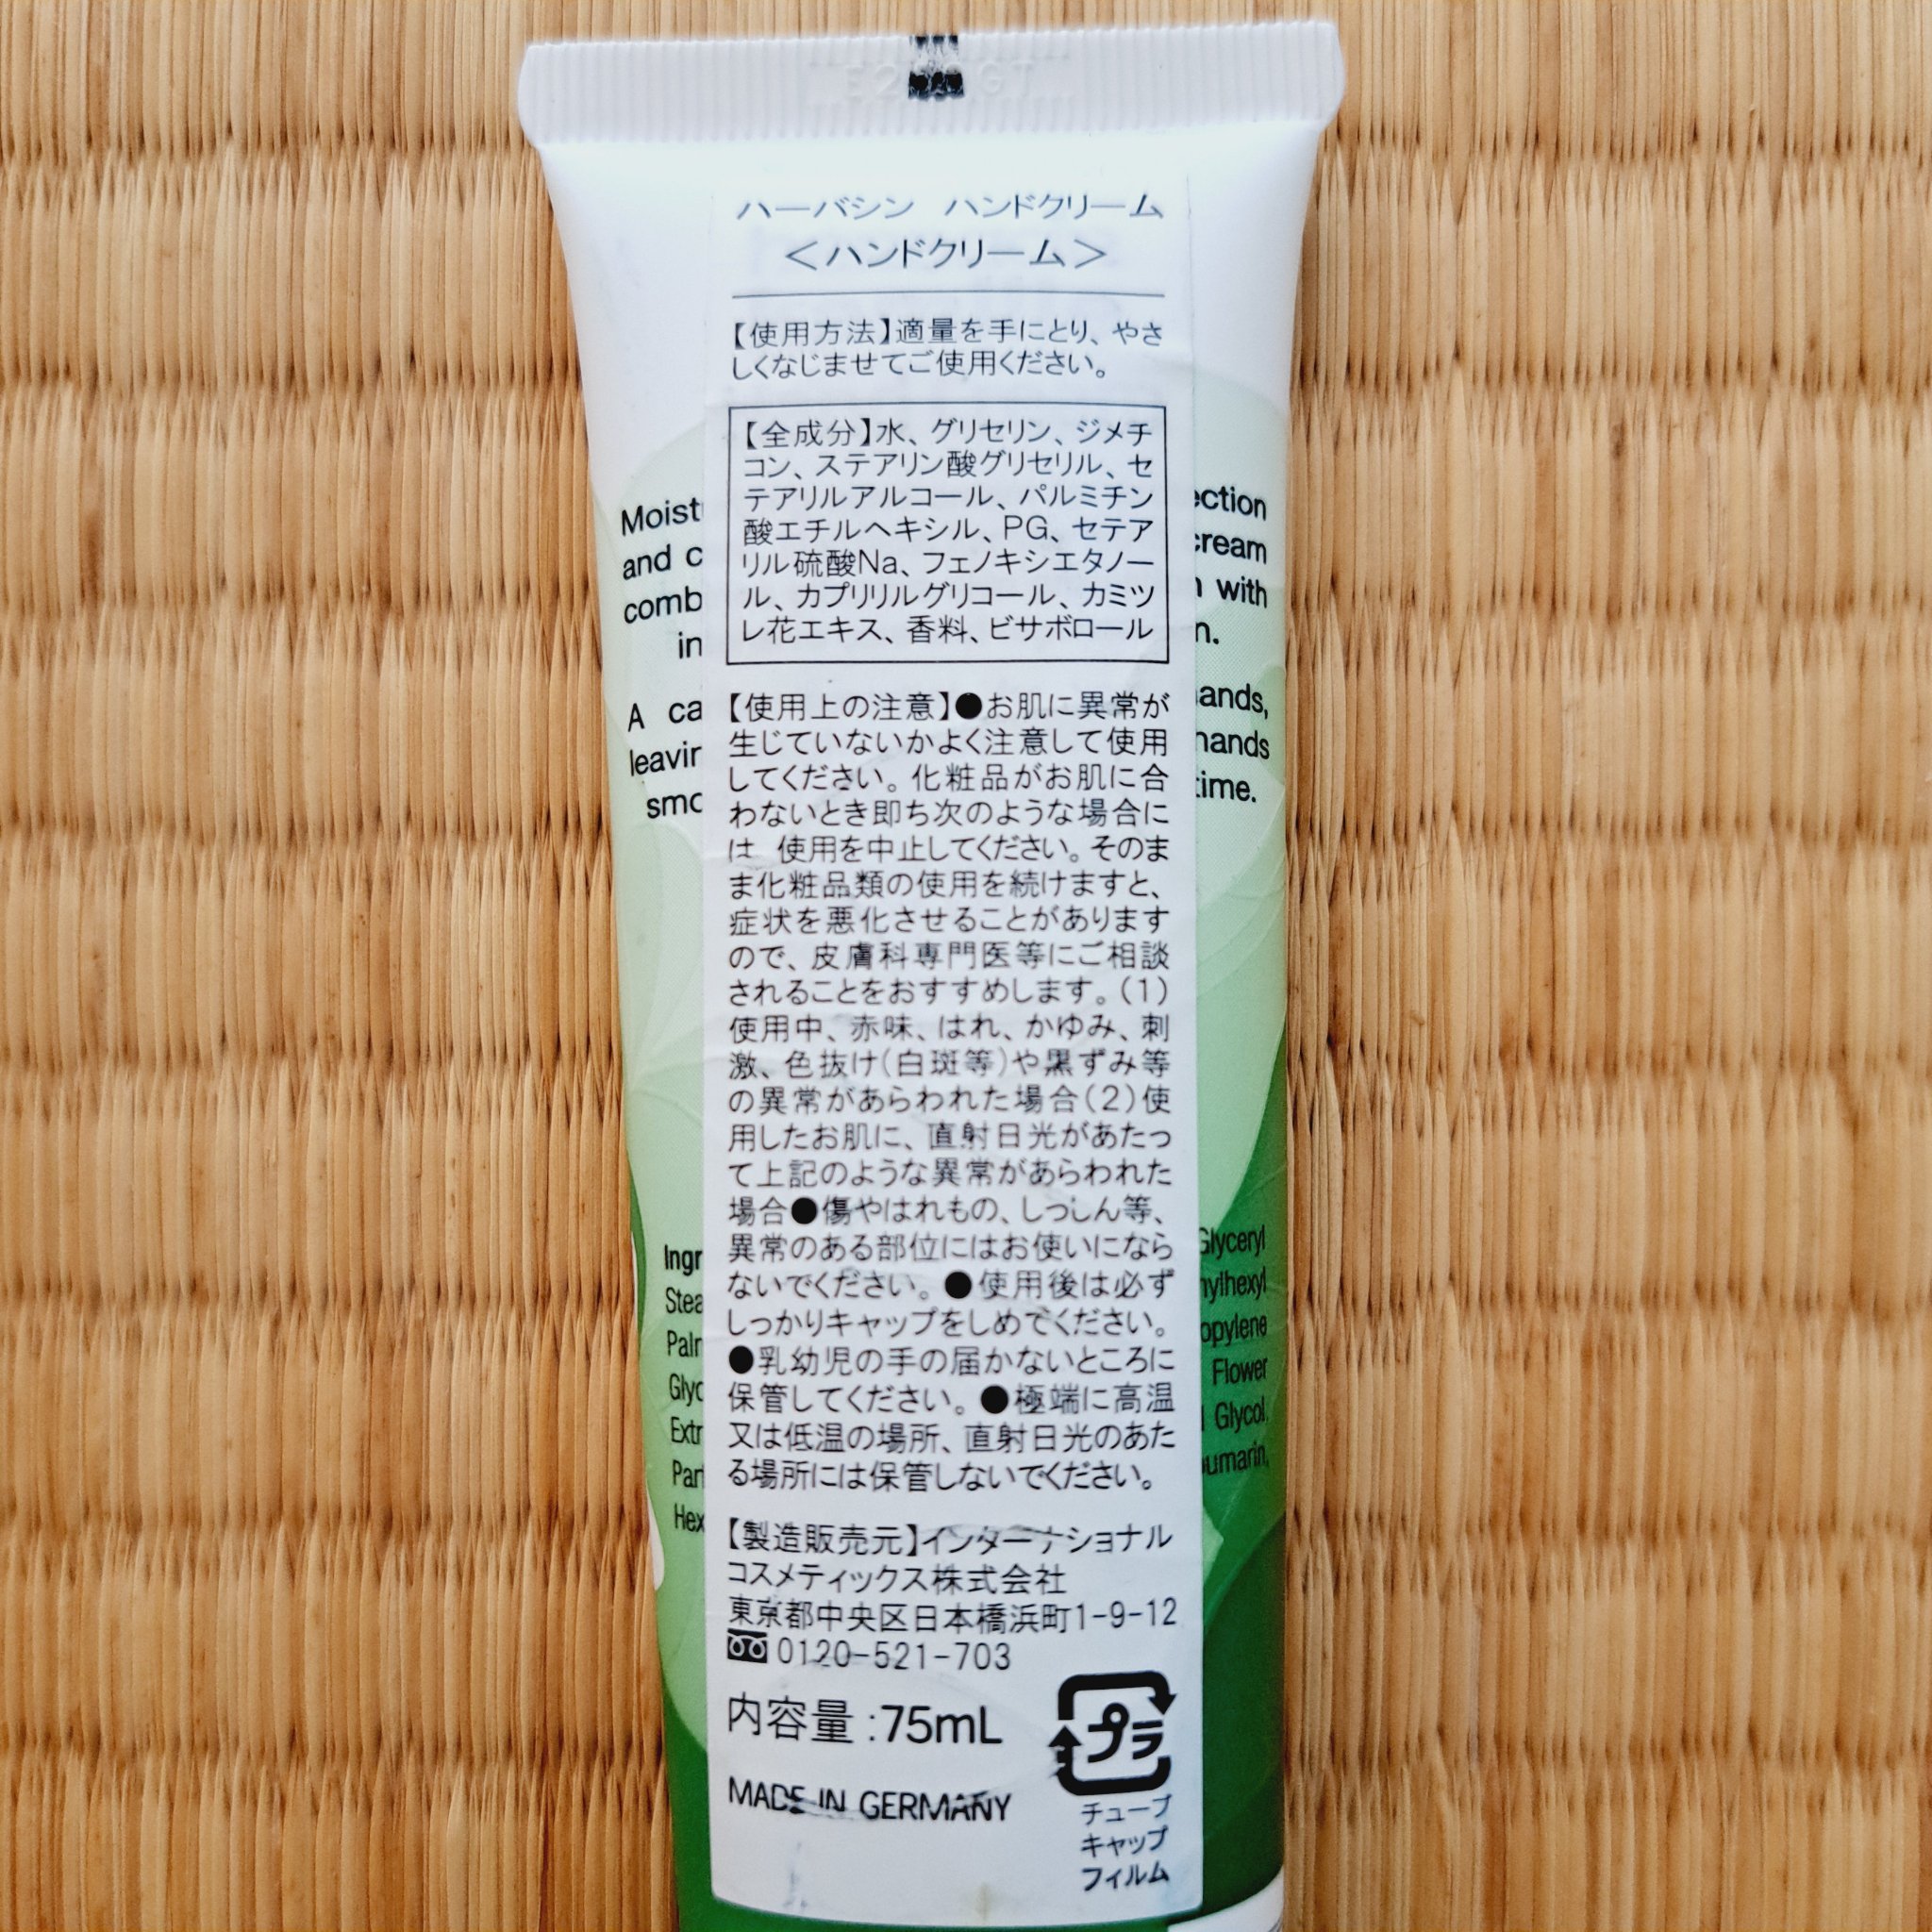 ハーバシン ハンドクリーム
＜ハンドクリーム＞
【使用方法】適量を手にとり、やさ
しくなじませてご使用ください。
【全成分】水、グリセリン、ジメチ
コン、ステアリン酸グリセリル、セ
テアリルアルコール、パルミチン
酸エチルヘキシル、PG、セテア
リル硫酸Na、フェノキシエタノー
ル、カプリリルグリコール、カミツ
レ花エキス、香料、ビサボロール
【使用上の注意】●お肌に異常が
生じていないかよく注意して使用
してください。化粧品がお肌に合
わないとき即ち次のような場合に
は 使用を中止してください。そのま
ま化粧品類の使用を続けますと、
症状を悪化させることがあります
ので、皮膚科専門医等にご相談
されることをおすすめします。(1)
使用中、赤味、はれ、かゆみ、刺
激、色抜け(白斑等)や黒ずみ等
の異常があらわれた場合(2)使
用したお肌に、直射日光があたっ
て上記のような異常があらわれた
場合●傷やはれもの、しっしん等、
異常のある部位にはお使いになら
ないでください。●使用後は必ず
しっかりキャップをしめてください。
●乳幼児の手の届かないところに
保管してください。●極端に高温
又は低温の場所、直射日光のあた
る場所には保管しないでください。
【製造販売元】インターナショナル
コスメティックス株式会社
東京都中央区日本橋浜町1-9-12
0120-521-703
内容量:75mL
MADE IN GERMANY
プラ
チューブ
キャップ
フィルム
and
with
A
Flower
Glycol,